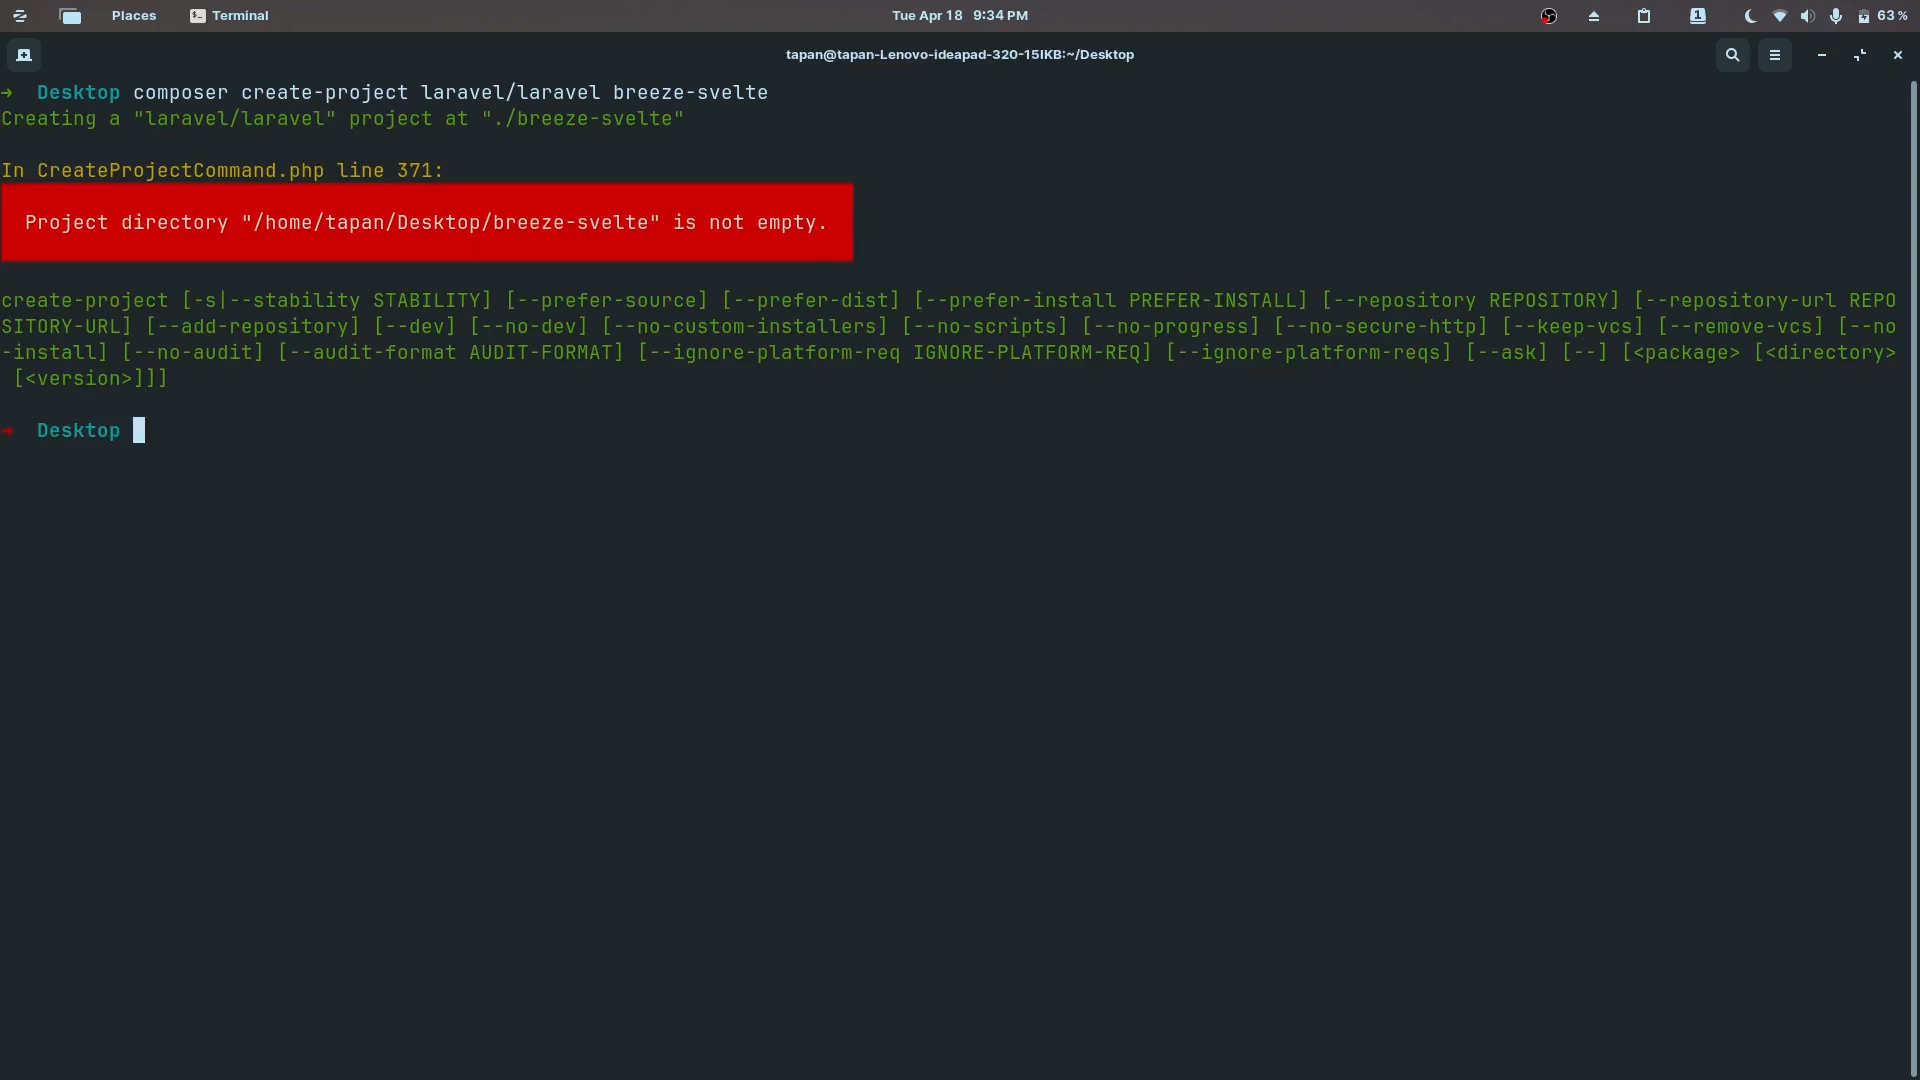 Places
Terminal
Tue Apr 18 9:34 PM
1
63 %
tapan@tapan-Lenovo-ideapad-320-15IKB:~/Desktop
➜ Desktop composer create-project laravel/laravel breeze-svelte
Creating a "laravel/laravel" project at "./breeze-svelte"
In CreateProjectCommand.php line 371:
Project directory "/home/tapan/Desktop/breeze-svelte" is not empty.
create-project [-s|--stability STABILITY] [--prefer-source] [--prefer-dist] [--prefer-install PREFER-INSTALL] [--repository REPOSITORY] [--repository-url REPO
SITORY-URL] [--add-repository] [--dev] [--no-dev] [--no-custom-installers] [--no-scripts] [--no-progress] [--no-secure-http] [--keep-vcs] [--remove-vcs] [--no
-install] [--no-audit] [--audit-format AUDIT-FORMAT] [--ignore-platform-req IGNORE-PLATFORM-REQ] [--ignore-platform-reqs] [--ask] [--] [<package> [<directory>
[<version>]]]
➜ Desktop